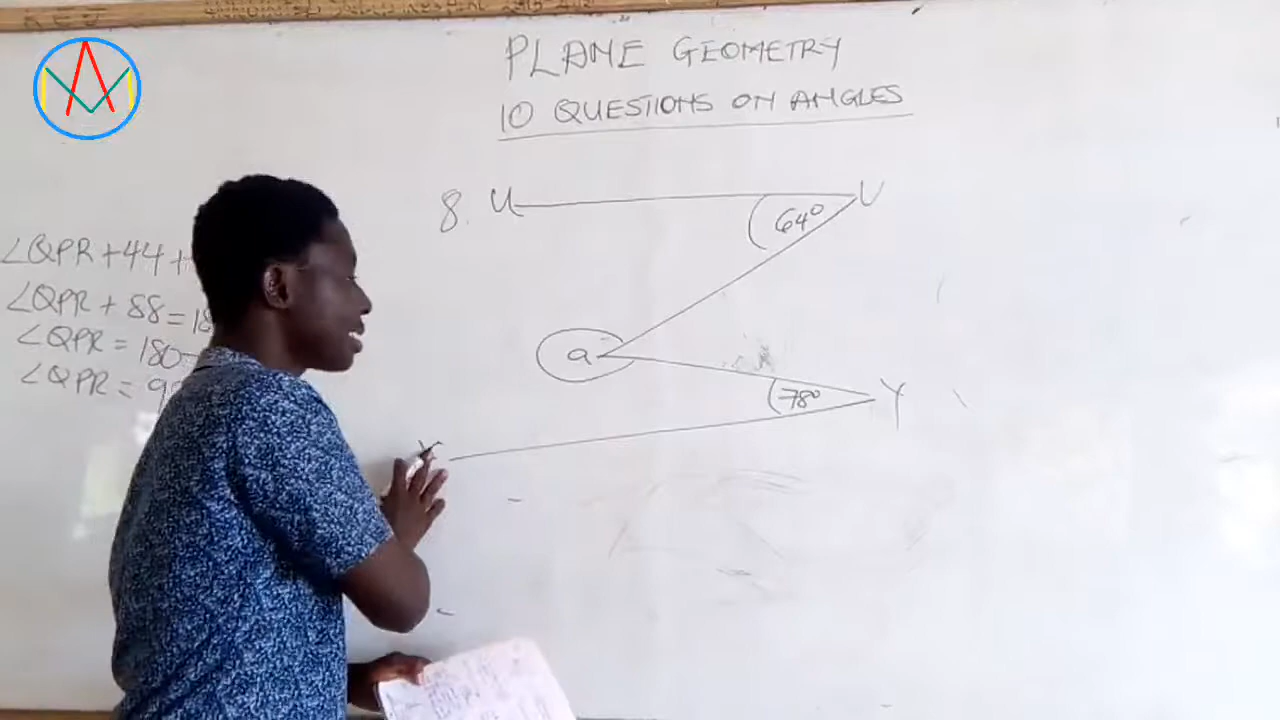 PLANE GEOMETRY
10 QUESTIONS ON ANGLES
8. U V
64°
a
78° Y
X
∠QPR + 44 +
∠QPR + 88 = 18
∠QPR = 180-
∠QPR = 9